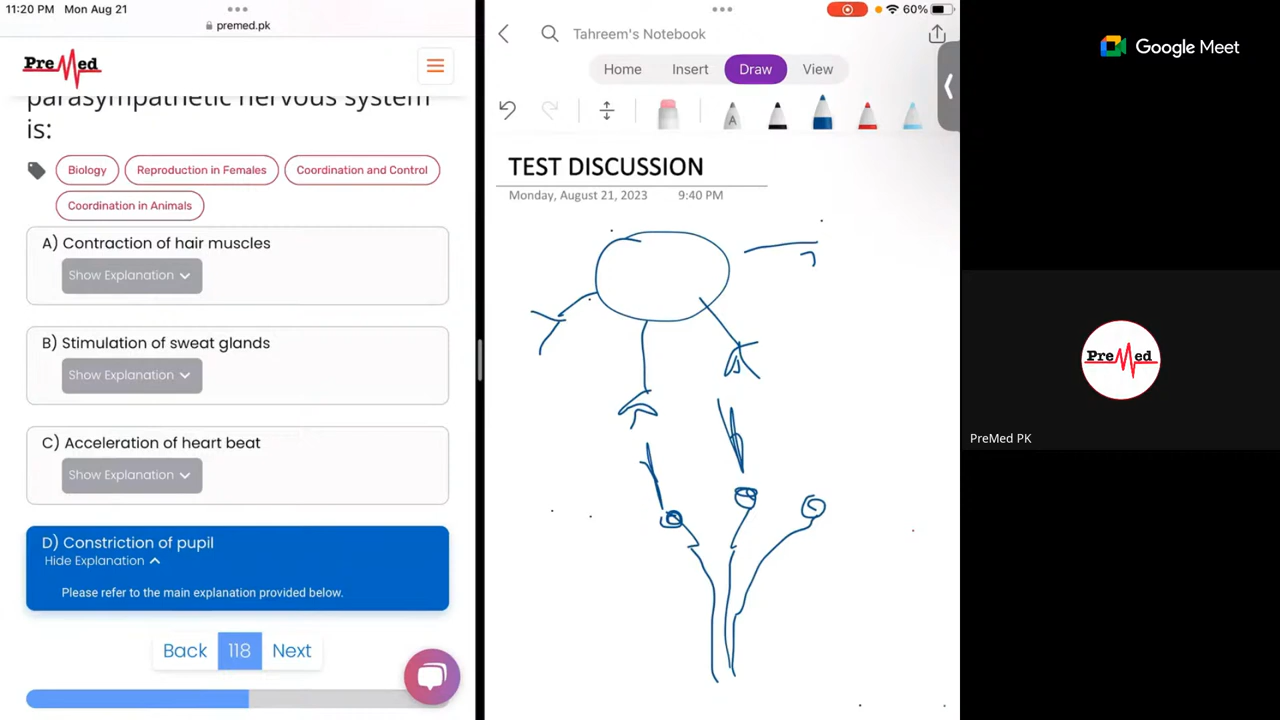 11:20 PM Mon Aug 21
premed.pk
PreMed
parasympathetic nervous system
is:
Biology
Reproduction in Females
Coordination and Control
Coordination in Animals
A) Contraction of hair muscles
Show Explanation
B) Stimulation of sweat glands
Show Explanation
C) Acceleration of heart beat
Show Explanation
D) Constriction of pupil
Hide Explanation
Please refer to the main explanation provided below.
Back 118 Next
60%
Tahreem's Notebook
Home Insert Draw View
A
TEST DISCUSSION
Monday, August 21, 2023 9:40 PM
Google Meet
PreMed
PreMed PK